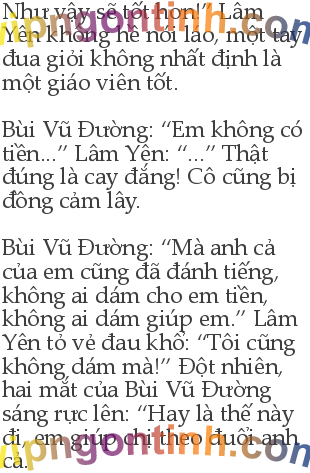 Như vậy sẽ tốt hơn!” Lâm
Yên không hề nói láo, một tay
đua giỏi không nhất định là
một giáo viên tốt.
Bùi Vũ Đường: “Em không có
tiền...” Lâm Yên: “...” Thật
đúng là cay đắng! Cô cũng bị
đồng cảm lây.
Bùi Vũ Đường: “Mà anh cả
của em cũng đã đánh tiếng,
không ai dám cho em tiền,
không ai dám giúp em.” Lâm
Yên tỏ vẻ đau khổ: “Tôi cũng
không dám mà!” Đột nhiên,
hai mắt của Bùi Vũ Đường
sáng rực lên: “Hay là thế này
đi, em giúp chị theo đuổi anh
cả.
vipngontinh.com
vipngontinh.com